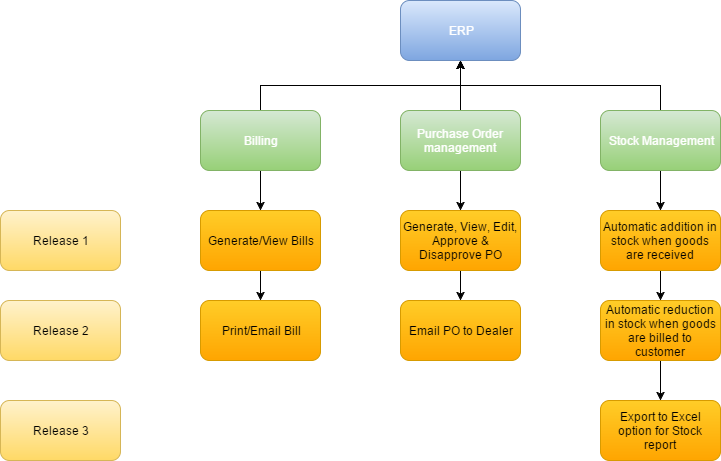 ERP
Billing
Purchase Order
management
Stock Management
Release 1
Generate/View Bills
Generate, View, Edit,
Approve &
Disapprove PO
Automatic addition in
stock when goods
are received
Release 2
Print/Email Bill
Email PO to Dealer
Automatic reduction
in stock when goods
are billed to
customer
Release 3
Export to Excel
option for Stock
report